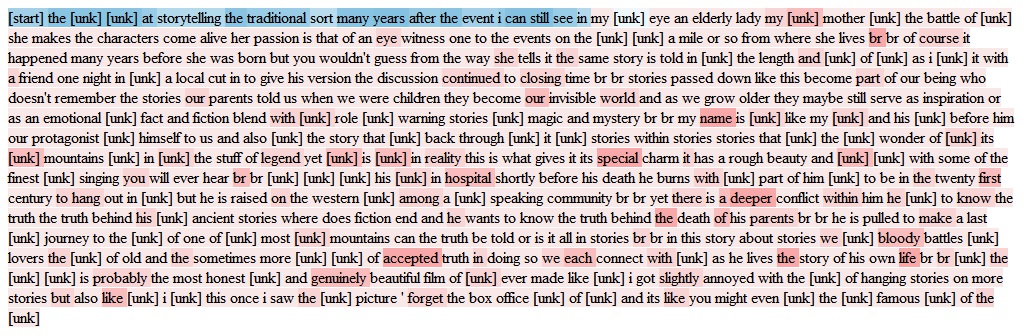 [start] the [unk] [unk] at storytelling the traditional sort many years after the event i can still see in my [unk] eye an elderly lady my [unk] mother [unk] the battle of [unk]
she makes the characters come alive her passion is that of an eye witness one to the events on the [unk] [unk] a mile or so from where she lives br br of course it
happened many years before she was born but you wouldn't guess from the way she tells it the same story is told in [unk] the length and [unk] of [unk] as i [unk] it with
a friend one night in [unk] a local cut in to give his version the discussion continued to closing time br br stories passed down like this become part of our being who
doesn't remember the stories our parents told us when we were children they become our invisible world and as we grow older they maybe still serve as inspiration or
as an emotional [unk] fact and fiction blend with [unk] role [unk] warning stories [unk] magic and mystery br br my name is [unk] like my [unk] and his [unk] before him
our protagonist [unk] himself to us and also [unk] the story that [unk] back through [unk] it [unk] stories within stories stories that [unk] the [unk] wonder of [unk] its
[unk] mountains [unk] in [unk] the stuff of legend yet [unk] is [unk] in reality this is what gives it its special charm it has a rough beauty and [unk] [unk] with some of the
finest [unk] singing you will ever hear br br [unk] [unk] [unk] his [unk] in hospital shortly before his death he burns with [unk] part of him [unk] to be in the twenty first
century to hang out in [unk] but he is raised on the western [unk] among a [unk] speaking community br br yet there is a deeper conflict within him he [unk] to know the
truth the truth behind his [unk] ancient stories where does fiction end and he wants to know the truth behind the death of his parents br br he is pulled to make a last
[unk] journey to the [unk] of one of [unk] most [unk] mountains can the truth be told or is it all in stories br br in this story about stories we [unk] bloody battles [unk]
lovers the [unk] of old and the sometimes more [unk] [unk] of accepted truth in doing so we each connect with [unk] as he lives the story of his own life br br [unk] the
[unk] [unk] is probably the most honest [unk] and genuinely beautiful film of [unk] ever made like [unk] i got slightly annoyed with the [unk] of hanging stories on more
stories but also like [unk] i [unk] this once i saw the [unk] picture ' forget the box office [unk] of [unk] and its like you might even [unk] the [unk] famous [unk] of the
[unk]